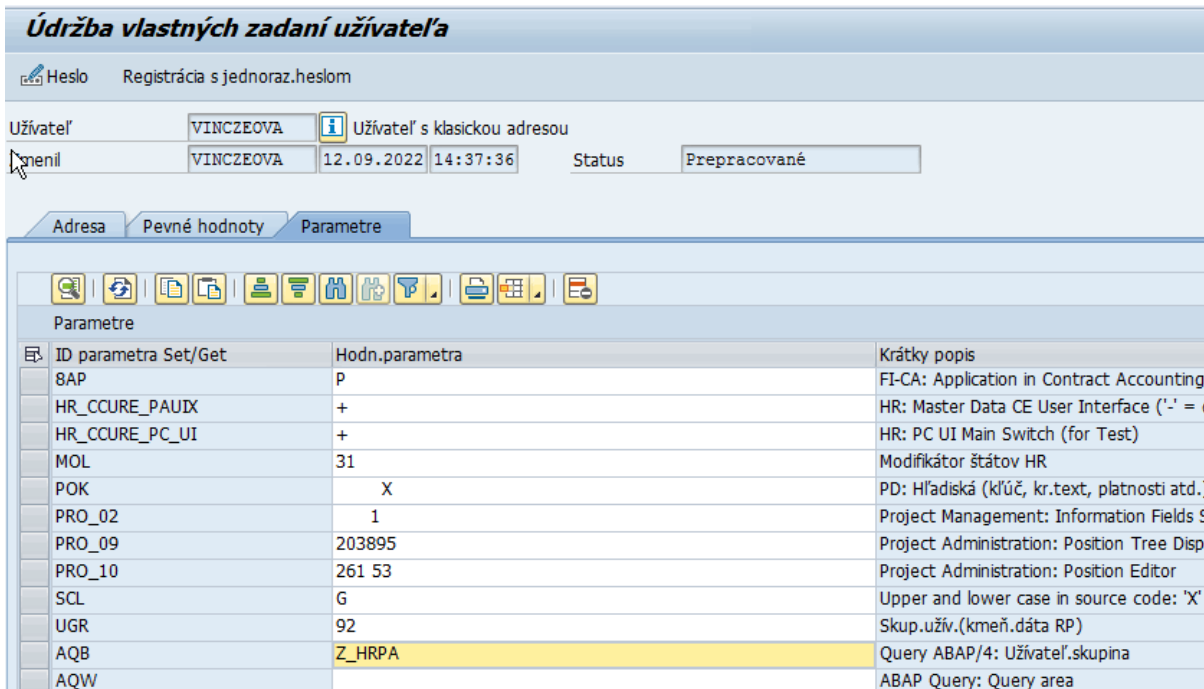 Údržba vlastných zadaní užívateľa
Heslo Registrácia s jednoraz.heslom
Užívateľ VINCZEOVA Užívateľ s klasickou adresou
menil VINCZEOVA 12.09.2022 14:37:36 Status Prepracované
Adresa Pevné hodnoty Parametre
Parametre
ID parametra Set/Get Hodn.parametra Krátky popis
8AP P FI-CA: Application in Contract Accounting
HR_CCURE_PAUIX + HR: Master Data CE User Interface ('-' =
HR_CCURE_PC_UI + HR: PC UI Main Switch (for Test)
MOL 31 Modifikátor štátov HR
POK X PD: Hľadiská (kľúč, kr.text, platnosti atd.)
PRO_02 1 Project Management: Information Fields S
PRO_09 203895 Project Administration: Position Tree Disp
PRO_10 261 53 Project Administration: Position Editor
SCL G Upper and lower case in source code: 'X'
UGR 92 Skup.užív.(kmeň.dáta RP)
AQB Z_HRPA Query ABAP/4: Užívateľ.skupina
AQW ABAP Query: Query area